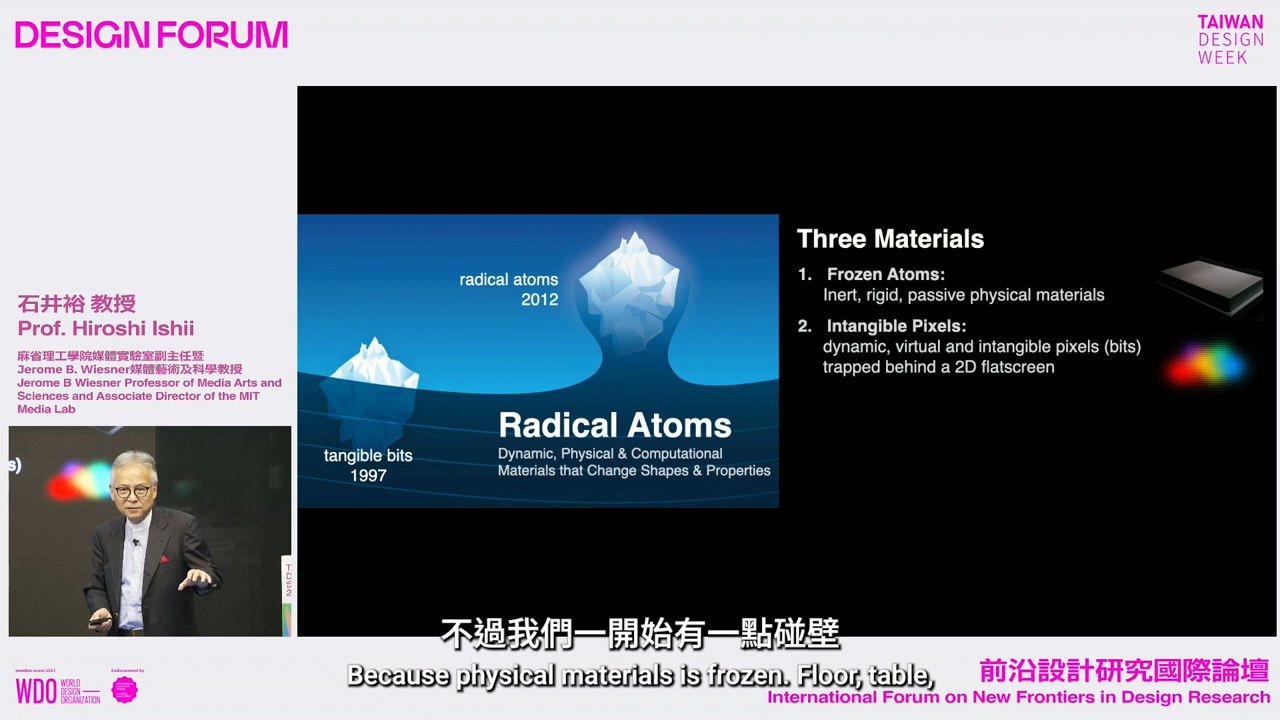 DESIGN FORUM
TAIWAN
DESIGN
WEEK
石井裕 教授
Prof. Hiroshi Ishii
麻省理工學院媒體實驗室副主任暨
Jerome B. Wiesner媒體藝術及科學教授
Jerome B Wiesner Professor of Media Arts and
Sciences and Associate Director of the MIT
Media Lab
s)
TDE2
radical atoms
2012
tangible bits
1997
Radical Atoms
Dynamic, Physical & Computational
Materials that Change Shapes & Properties
Three Materials
1. Frozen Atoms:
Inert, rigid, passive physical materials
2. Intangible Pixels:
dynamic, virtual and intangible pixels (bits)
trapped behind a 2D flatscreen
不過我們一開始有一點碰壁
Because physical materials is frozen. Floor, table,
member event 2023
WDO WORLD
DESIGN
ORGANIZATION
Endorsement by
前沿設計研究國際論壇
International Forum on New Frontiers in Design Research